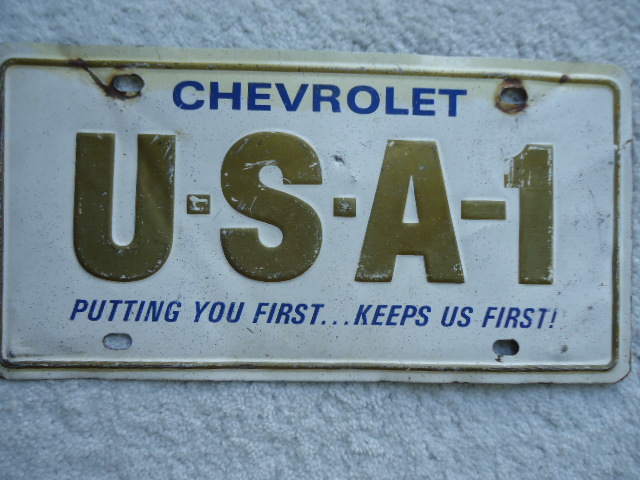 CHEVROLET
U-S-A-1
PUTTING YOU FIRST...KEEPS US FIRST!